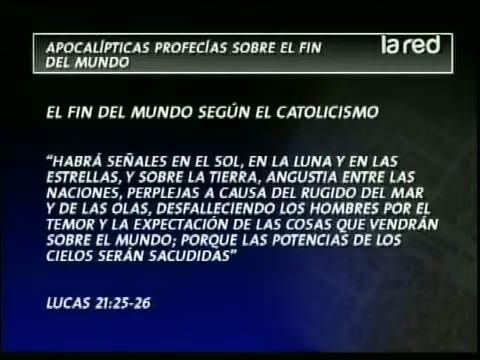 APOCALÍPTICAS PROFECÍAS SOBRE EL FIN
DEL MUNDO
la red
EL FIN DEL MUNDO SEGÚN EL CATOLICISMO
“HABRÁ SEÑALES EN EL SOL, EN LA LUNA Y EN LAS
ESTRELLAS, Y SOBRE LA TIERRA, ANGUSTIA ENTRE LAS
NACIONES, PERPLEJAS A CAUSA DEL RUGIDO DEL MAR
Y DE LAS OLAS, DESFALLECIENDO LOS HOMBRES POR EL
TEMOR Y LA EXPECTACIÓN DE LAS COSAS QUE VENDRÁN
SOBRE EL MUNDO; PORQUE LAS POTENCIAS DE LOS
CIELOS SERÁN SACUDIDAS”
LUCAS 21:25-26